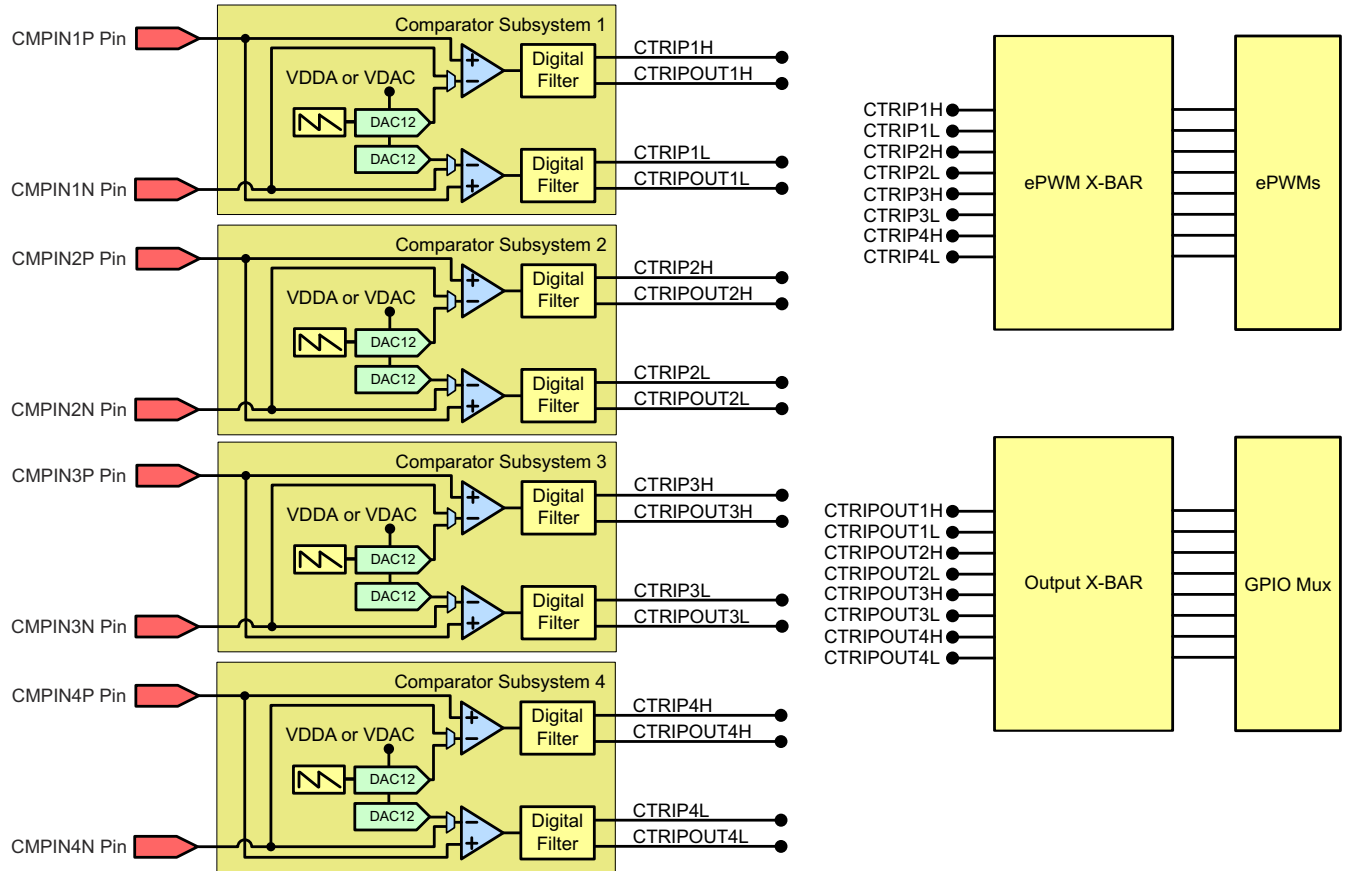 Comparator Subsystem 1
CMPIN1P Pin
VDDA or VDAC
DAC12
DAC12
+
−
−
+
Digital
Filter
Digital
Filter
CTRIP1H
CTRIPOUT1H
CTRIP1L
CTRIPOUT1L
CMPIN1N Pin
Comparator Subsystem 2
CMPIN2P Pin
VDDA or VDAC
DAC12
DAC12
+
−
−
+
Digital
Filter
Digital
Filter
CTRIP2H
CTRIPOUT2H
CTRIP2L
CTRIPOUT2L
CMPIN2N Pin
Comparator Subsystem 3
CMPIN3P Pin
VDDA or VDAC
DAC12
DAC12
+
−
−
+
Digital
Filter
Digital
Filter
CTRIP3H
CTRIPOUT3H
CTRIP3L
CTRIPOUT3L
CMPIN3N Pin
Comparator Subsystem 4
CMPIN4P Pin
VDDA or VDAC
DAC12
DAC12
+
−
−
+
Digital
Filter
Digital
Filter
CTRIP4H
CTRIPOUT4H
CTRIP4L
CTRIPOUT4L
CMPIN4N Pin
CTRIP1H
CTRIP1L
CTRIP2H
CTRIP2L
CTRIP3H
CTRIP3L
CTRIP4H
CTRIP4L
ePWM X-BAR
ePWMs
CTRIPOUT1H
CTRIPOUT1L
CTRIPOUT2H
CTRIPOUT2L
CTRIPOUT3H
CTRIPOUT3L
CTRIPOUT4H
CTRIPOUT4L
Output X-BAR
GPIO Mux